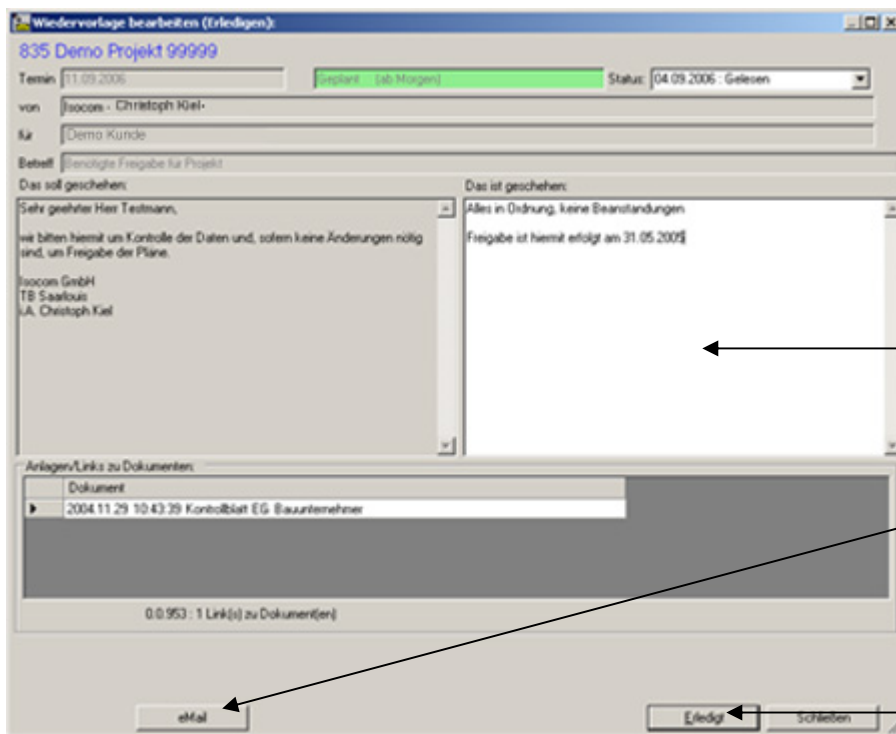 Wiedervorlage bearbeiten (Erledigen):
835 Demo Projekt 99999
Termin 11.09.2006 Geplant (ab Morgen) Status: 04.09.2006 : Gelesen
von Isocom - Christoph Kiel-
für Demo Kunde
Betreff Benötigte Freigabe für Projekt
Das soll geschehen: Das ist geschehen:
Sehr geehrter Herr Testmann,
wir bitten hiermit um Kontrolle der Daten und, sofern keine Änderungen nötig
sind, um Freigabe der Pläne.
Isocom GmbH
TB Saarlouis
i.A. Christoph Kiel
Alles in Ordnung, keine Beanstandungen
Freigabe ist hiermit erfolgt am 31.05.2005
Anlagen/Links zu Dokumenten:
Dokument
2004.11.29 10:43:39 Kontrollblatt EG Bauunternehmer
0.0.953 : 1 Link(s) zu Dokument(en)
eMail Erledigt Schließen